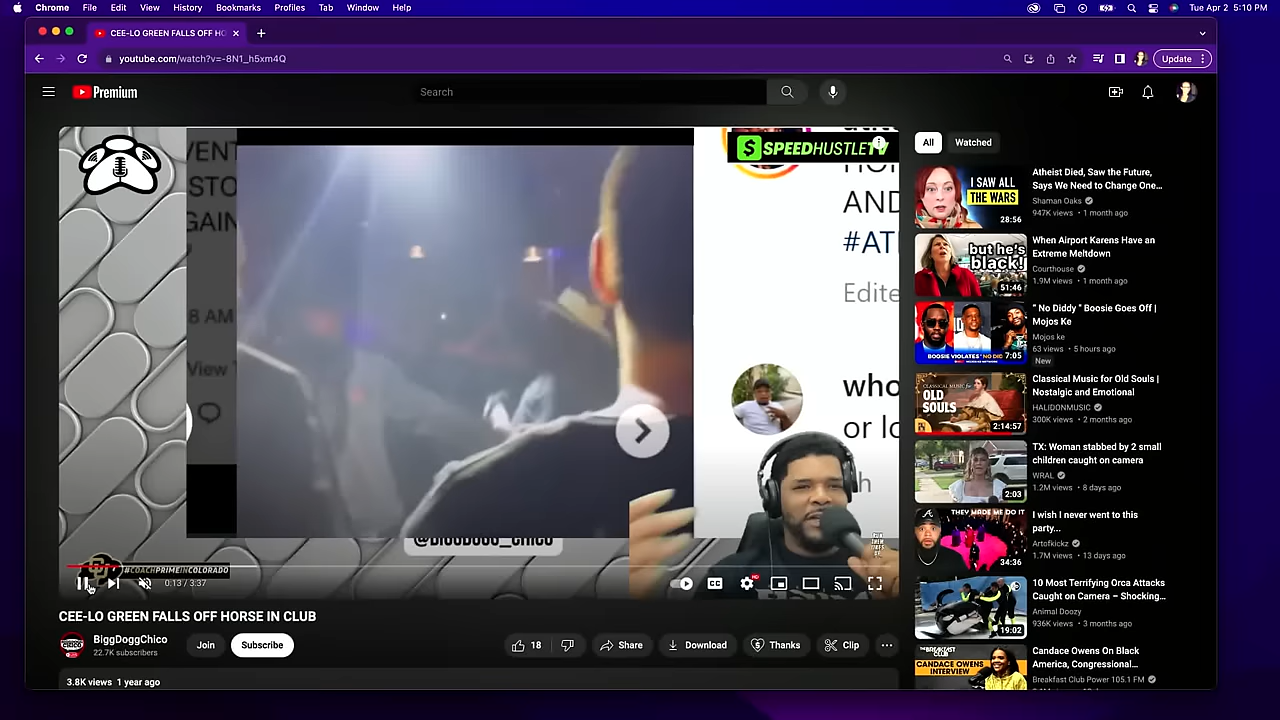 Chrome File Edit View History Bookmarks Profiles Tab Window Help
Tue Apr 2 5:10 PM
CEE-LO GREEN FALLS OFF HO
youtube.com/watch?v=-8N1_h5xm4Q
Update
Premium
Search
VENT
STO
GAIN
8 AM
View
SPEEDHUSTLETV
AND
#ATL
Edite
who
or lo
h
@BIGGDOGG_CHICO
#COACHPRIMEINCOLORADO
0:13 / 3:37
CC
HD
CEE-LO GREEN FALLS OFF HORSE IN CLUB
BiggDoggChico
22.7K subscribers
Join
Subscribe
18
Share
Download
Thanks
Clip
3.8K views 1 year ago
All
Watched
I SAW ALL
THE WARS
28:56
Atheist Died, Saw the Future,
Says We Need to Change One...
Shaman Oaks
947K views • 1 month ago
but he's
black!
51:46
When Airport Karens Have an
Extreme Meltdown
Courthouse
1.9M views • 1 month ago
BOOSIE VIOLATES "NO DID
7:05
" No Diddy " Boosie Goes Off |
Mojos Ke
Mojos ke
63 views • 5 hours ago
New
CLASSICAL MUSIC for
OLD
SOULS
2:14:57
Classical Music for Old Souls |
Nostalgic and Emotional
HALIDONMUSIC
300K views • 2 months ago
2:03
TX: Woman stabbed by 2 small
children caught on camera
WRAL
1.2M views • 8 days ago
THEY MADE ME DO IT
34:36
I wish I never went to this
party...
Artofkickz
1.7M views • 13 days ago
19:02
10 Most Terrifying Orca Attacks
Caught on Camera – Shocking...
Animal Doozy
936K views • 3 months ago
CANDACE OWENS
INTERVIEW
Candace Owens On Black
America, Congressional...
Breakfast Club Power 105.1 FM